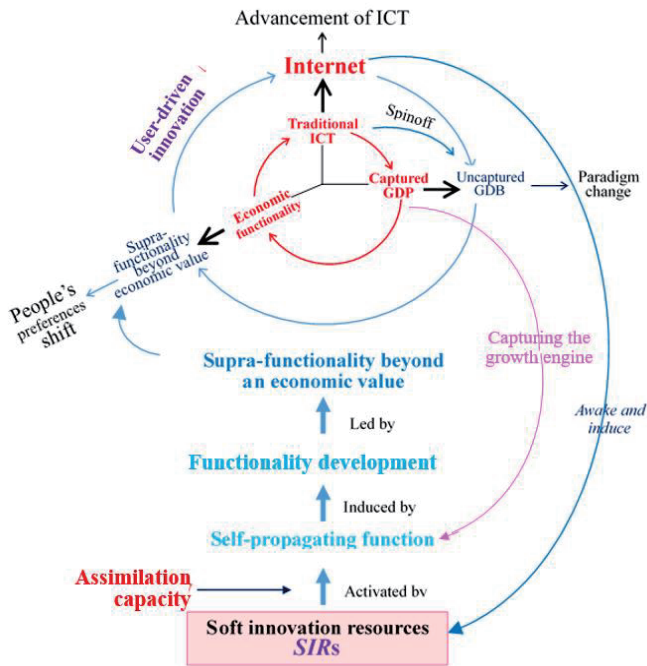 Advancement of ICT
Internet
User-driven
innovation
Traditional
ICT
Spinoff
Captured
GDP
Uncaptured
GDB
Paradigm
change
Economic
functionality
Supra-
functionality
beyond
economic value
People's
preferences
shift
Capturing the
growth engine
Supra-functionality beyond
an economic value
Awake and
induce
Led by
Functionality development
Induced by
Self-propagating function
Assimilation
capacity
Activated bv
Soft innovation resources
SIRs